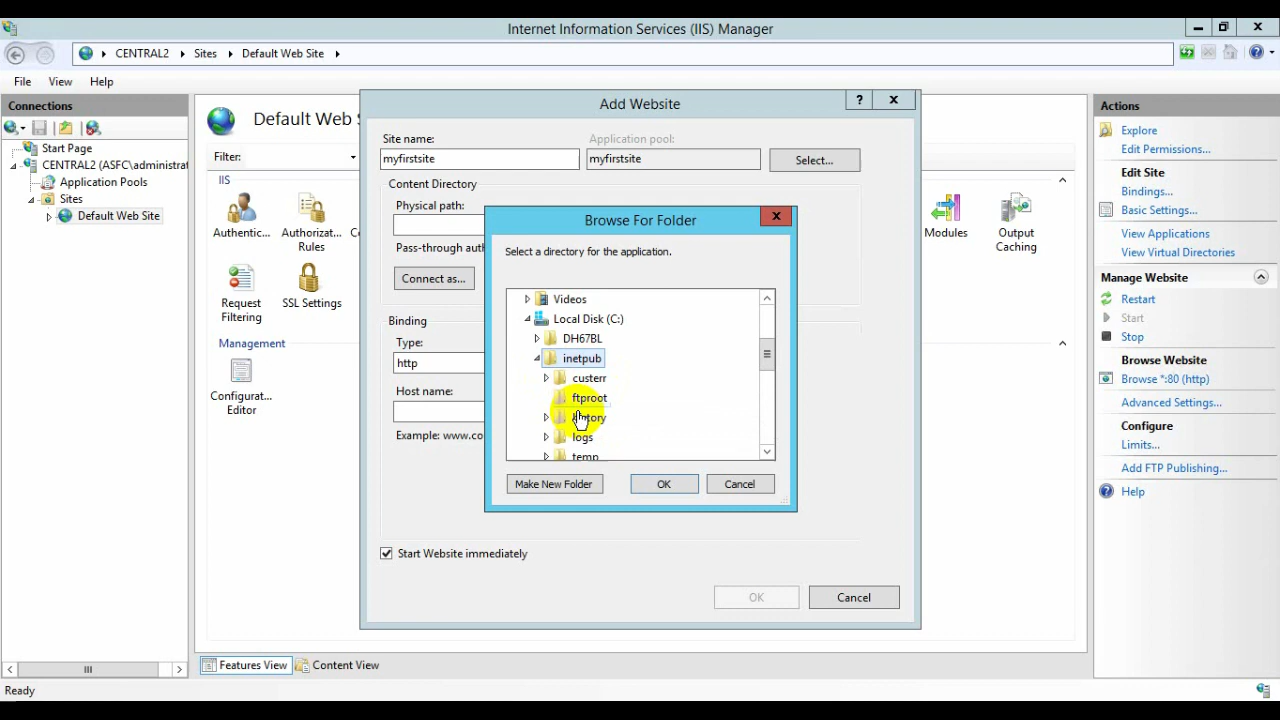 Internet Information Services (IIS) Manager
CENTRAL2 Sites Default Web Site
File View Help
Connections
Start Page
CENTRAL2 (ASFC\administrat
Application Pools
Sites
Default Web Site
Default Web S
Filter:
IIS
Authentic...
Authorizat...
Rules
Request
Filtering
SSL Settings
Modules
Output
Caching
Management
Configurat...
Editor
Features View
Content View
Ready
Add Website
?
Site name:
Application pool:
myfirstsite
myfirstsite
Select...
Content Directory
Physical path:
Pass-through auth
Connect as...
Binding
Type:
http
Host name:
Example: www.co
Start Website immediately
OK
Cancel
Browse For Folder
Select a directory for the application.
Videos
Local Disk (C:)
DH67BL
inetpub
custerr
ftproot
logs
temp
Make New Folder
OK
Cancel
Actions
Explore
Edit Permissions...
Edit Site
Bindings...
Basic Settings...
View Applications
View Virtual Directories
Manage Website
Restart
Start
Stop
Browse Website
Browse *:80 (http)
Advanced Settings...
Configure
Limits...
Add FTP Publishing...
Help